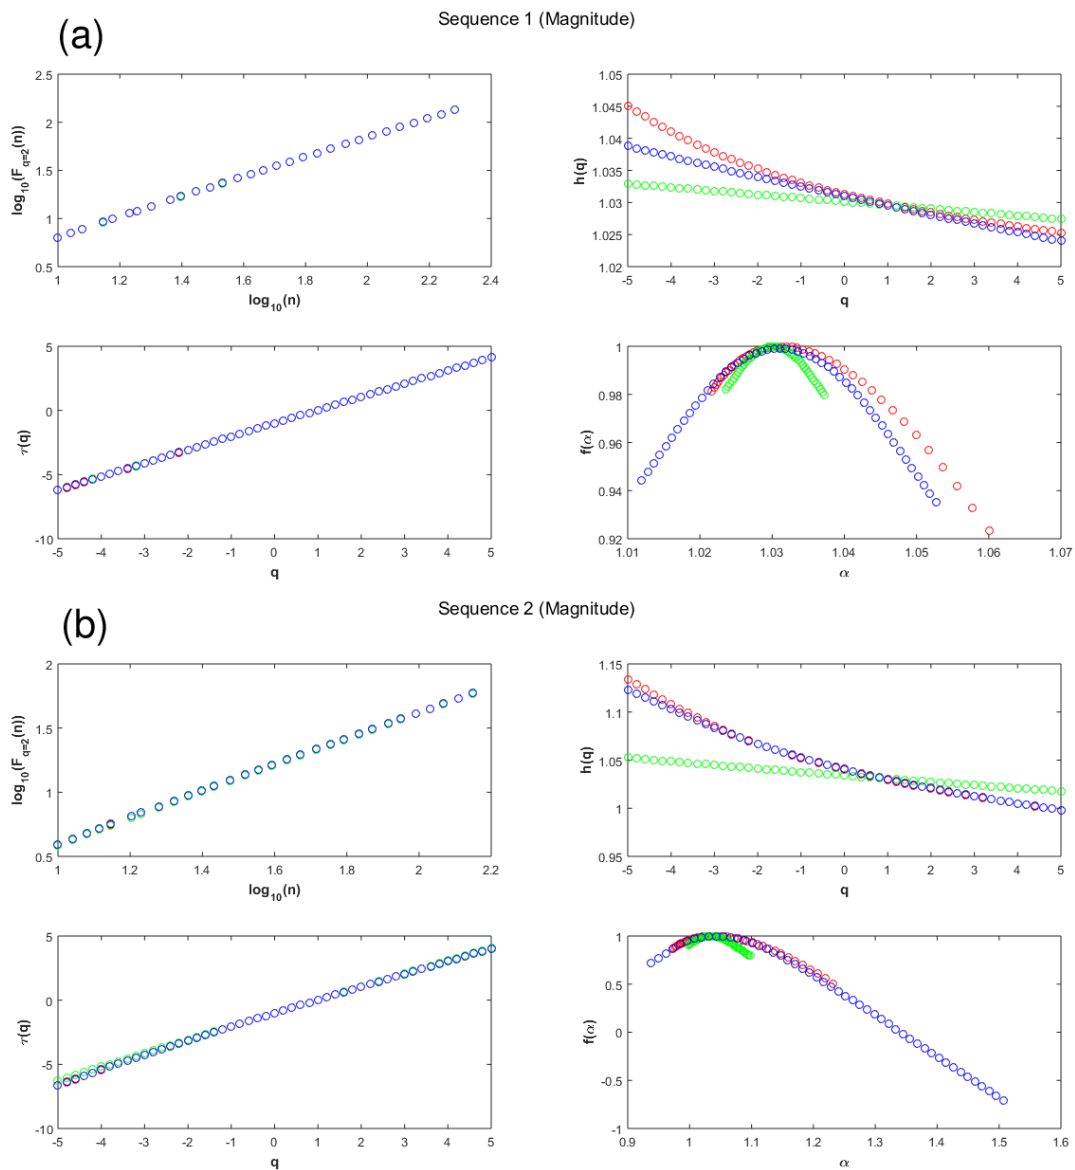 Sequence 1 (Magnitude)
(a)
2.5
2
1.5
1
0.5
log10(Fq=2(n))
1 1.2 1.4 1.6 1.8 2 2.2 2.4
log10(n)
1.05
1.045
1.04
1.035
1.03
1.025
1.02
h(q)
-5 -4 -3 -2 -1 0 1 2 3 4 5
q
5
0
-5
-10
τ(q)
-5 -4 -3 -2 -1 0 1 2 3 4 5
q
1
0.98
0.96
0.94
0.92
f(α)
1.01 1.02 1.03 1.04 1.05 1.06 1.07
α
Sequence 2 (Magnitude)
(b)
2
1.5
1
0.5
log10(Fq=2(n))
1 1.2 1.4 1.6 1.8 2 2.2
log10(n)
1.15
1.1
1.05
1
0.95
h(q)
-5 -4 -3 -2 -1 0 1 2 3 4 5
q
5
0
-5
-10
τ(q)
-5 -4 -3 -2 -1 0 1 2 3 4 5
q
1
0.5
0
-0.5
-1
f(α)
0.9 1 1.1 1.2 1.3 1.4 1.5 1.6
α